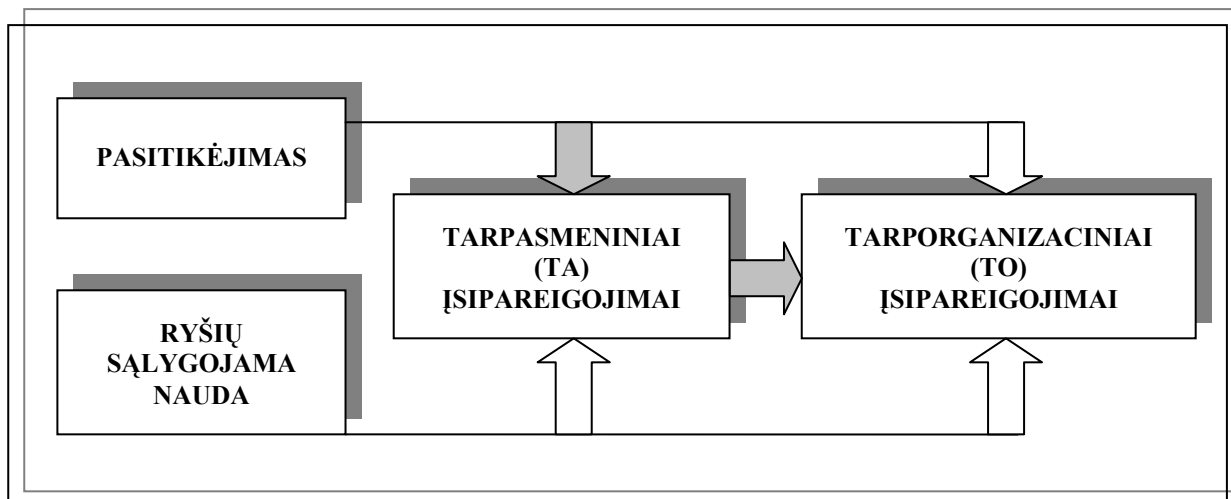 PASITIKĖJIMAS
RYŠIŲ
SĄLYGOJAMA
NAUDA
TARPASMENINIAI
(TA)
ĮSIPAREIGOJIMAI
TARPORGANIZACINIAI
(TO)
ĮSIPAREIGOJIMAI